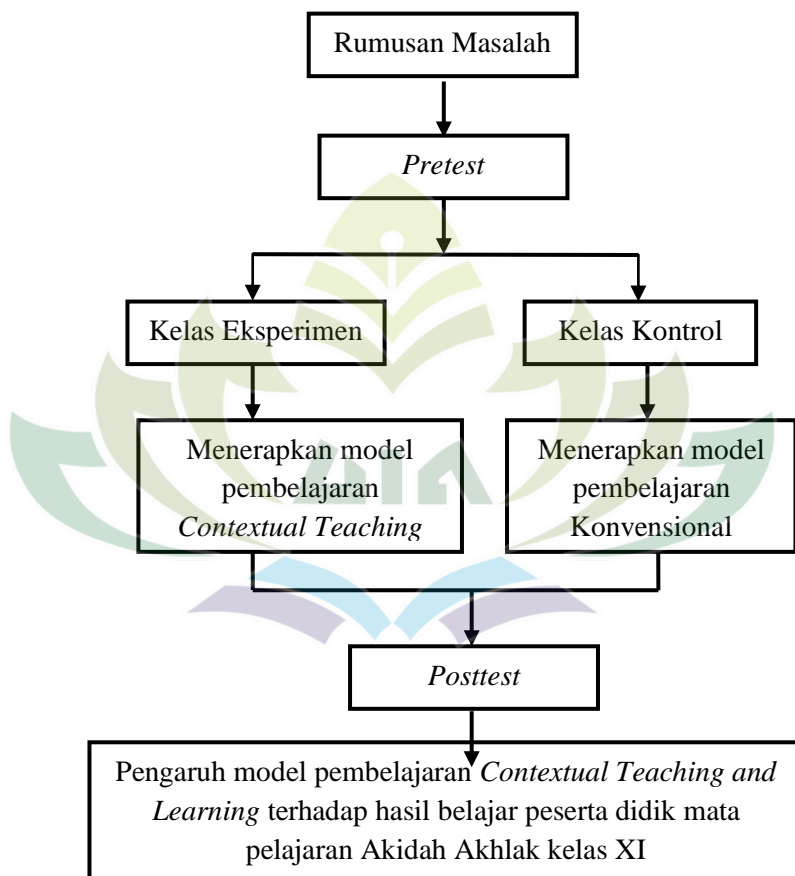 Rumusan Masalah
Pretest
Kelas Eksperimen
Kelas Kontrol
Menerapkan model
pembelajaran
Contextual Teaching
Menerapkan model
pembelajaran
Konvensional
Posttest
Pengaruh model pembelajaran Contextual Teaching and
Learning terhadap hasil belajar peserta didik mata
pelajaran Akidah Akhlak kelas XI